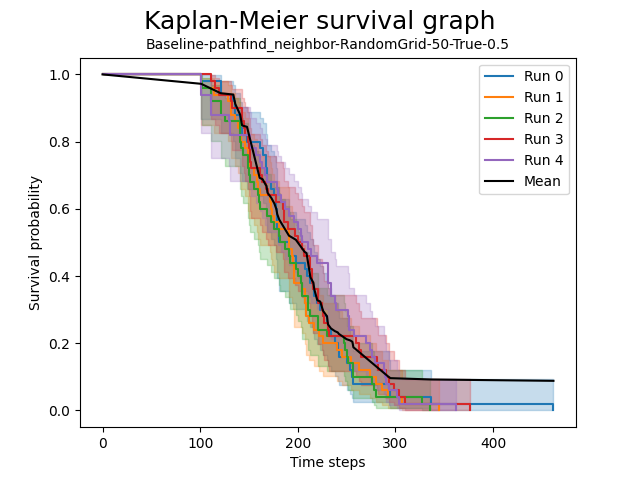 Kaplan-Meier survival graph
Baseline-pathfind_neighbor-RandomGrid-50-True-0.5
1.0
0.8
0.6
0.4
0.2
0.0
Survival probability
Run 0
Run 1
Run 2
Run 3
Run 4
Mean
0 100 200 300 400
Time steps